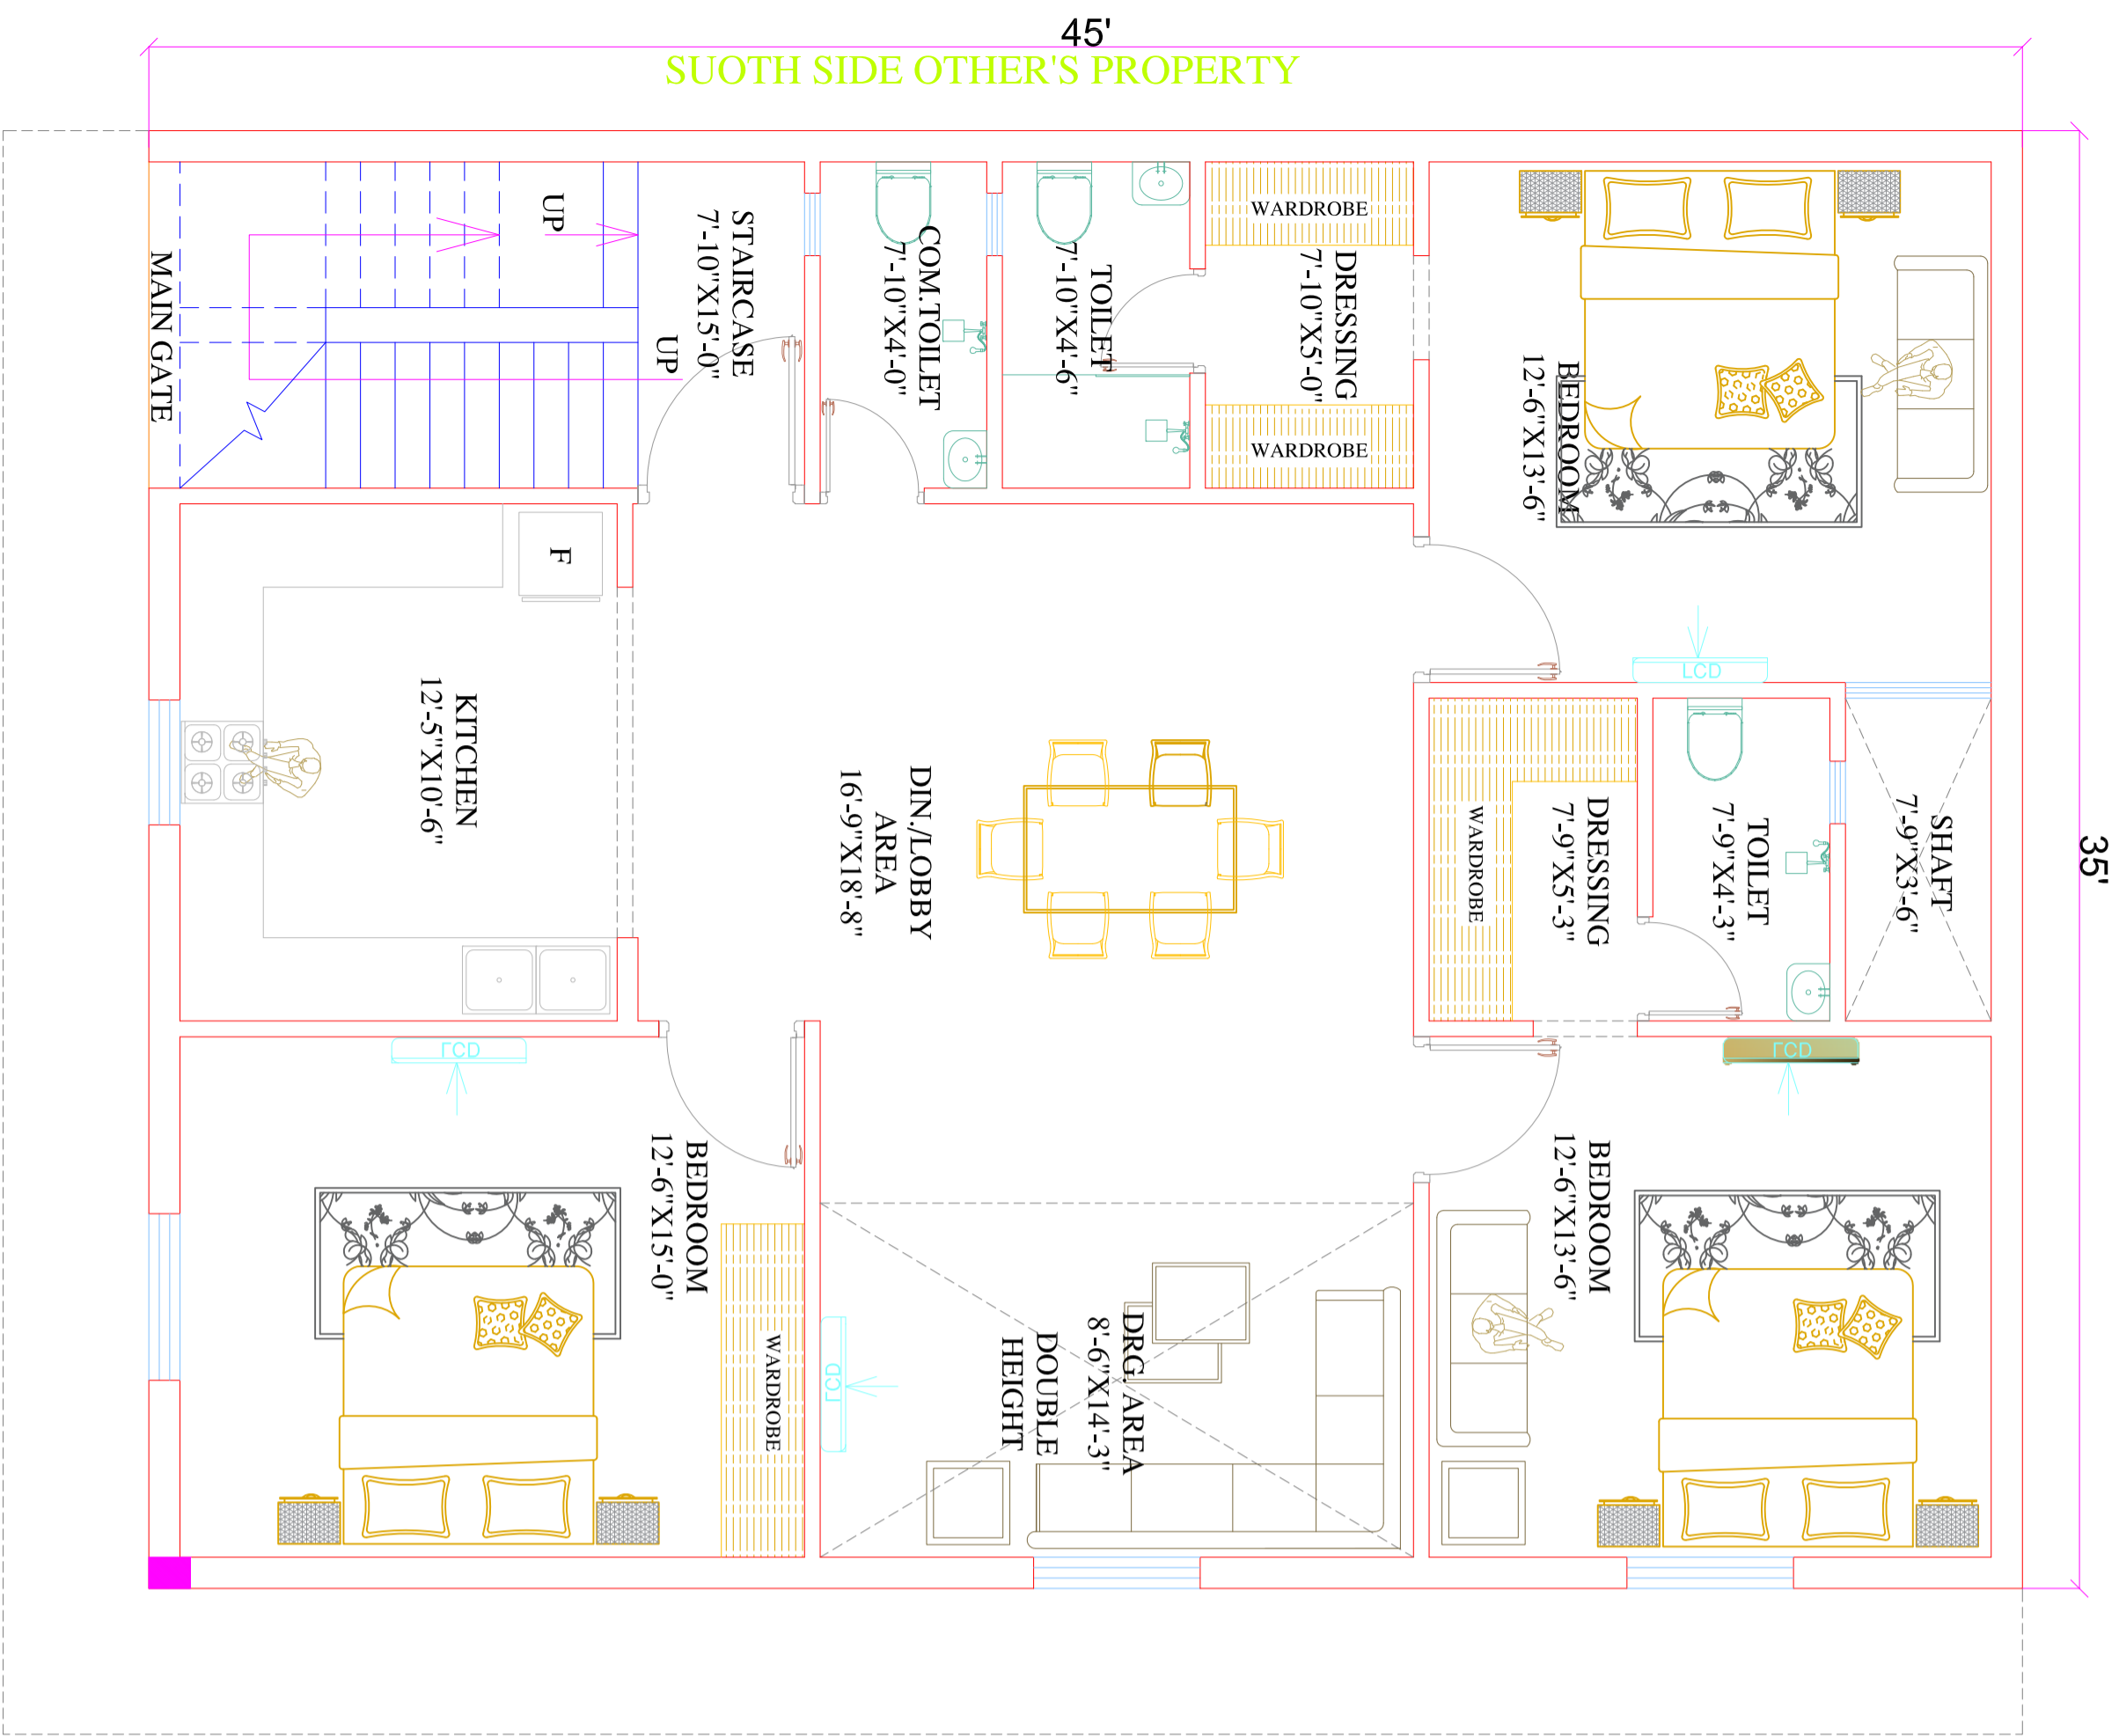 45'
SUOTH SIDE OTHER'S PROPERTY
35'
MAIN GATE
UP
UP
STAIRCASE
7'-10"X15'-0"
COM.TOILET
7'-10"X4'-0"
TOILET
7'-10"X4'-6"
WARDROBE
DRESSING
7'-10"X5'-0"
WARDROBE
BEDROOM
12'-6"X13'-6"
LCD
F
KITCHEN
12'-5"X10'-6"
DIN./LOBBY
AREA
16'-9"X18'-8"
WARDROBE
DRESSING
7'-9"X5'-3"
TOILET
7'-9"X4'-3"
SHAFT
7'-9"X3'-6"
LCD
BEDROOM
12'-6"X15'-0"
WARDROBE
LCD
DRG. AREA
8'-6"X14'-3"
DOUBLE
HEIGHT
LCD
BEDROOM
12'-6"X13'-6"